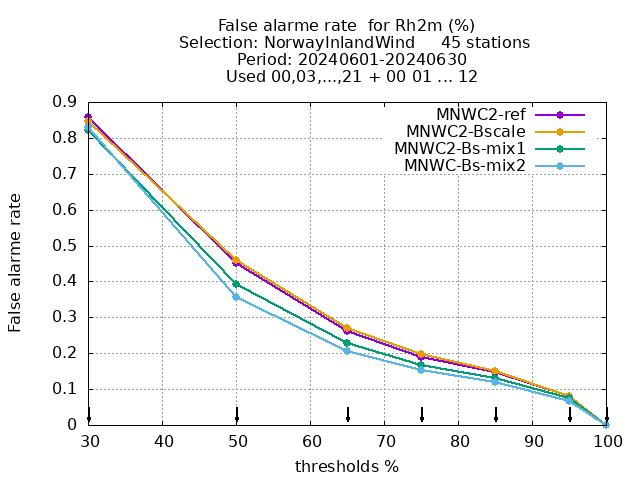 False alarme rate  for Rh2m (%)
Selection: NorwayInlandWind     45 stations
Period: 20240601-20240630
Used 00,03,...,21 + 00 01 ... 12
MNWC2-ref
MNWC2-Bscale
MNWC2-Bs-mix1
MNWC-Bs-mix2
False alarme rate
0.9
0.8
0.7
0.6
0.5
0.4
0.3
0.2
0.1
0
30 40 50 60 70 80 90 100
thresholds %